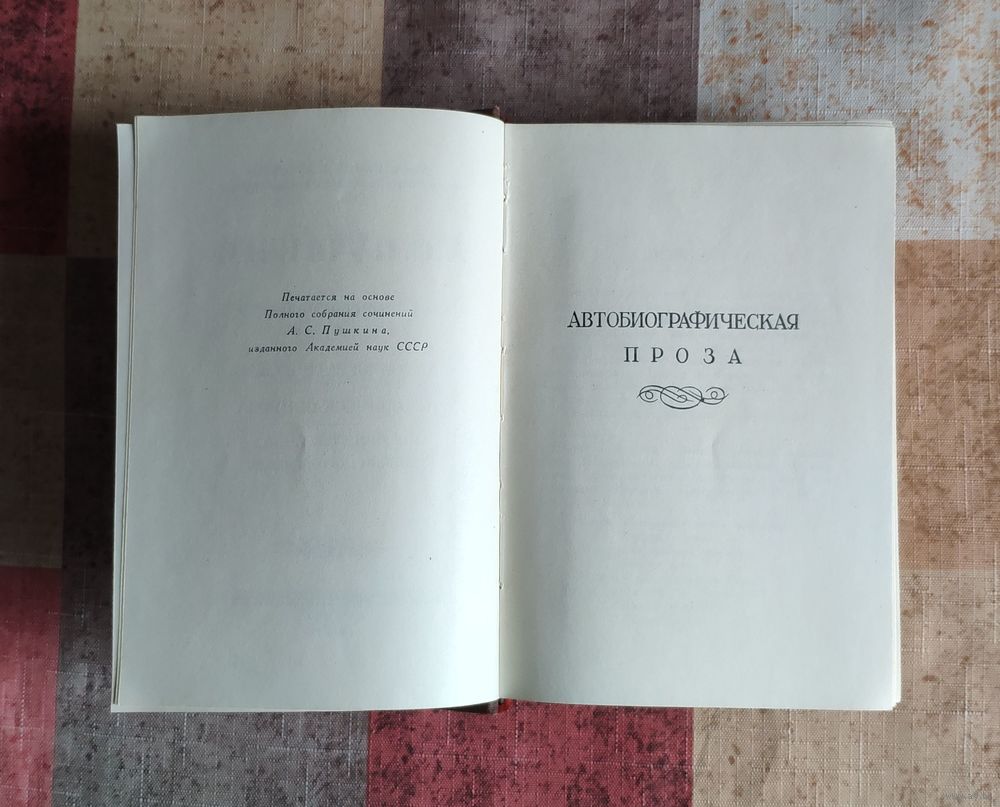 Печатается на основе
Полного собрания сочинений
А. С. Пушкина,
изданного Академией наук СССР
АВТОБИОГРАФИЧЕСКАЯ
ПРОЗА